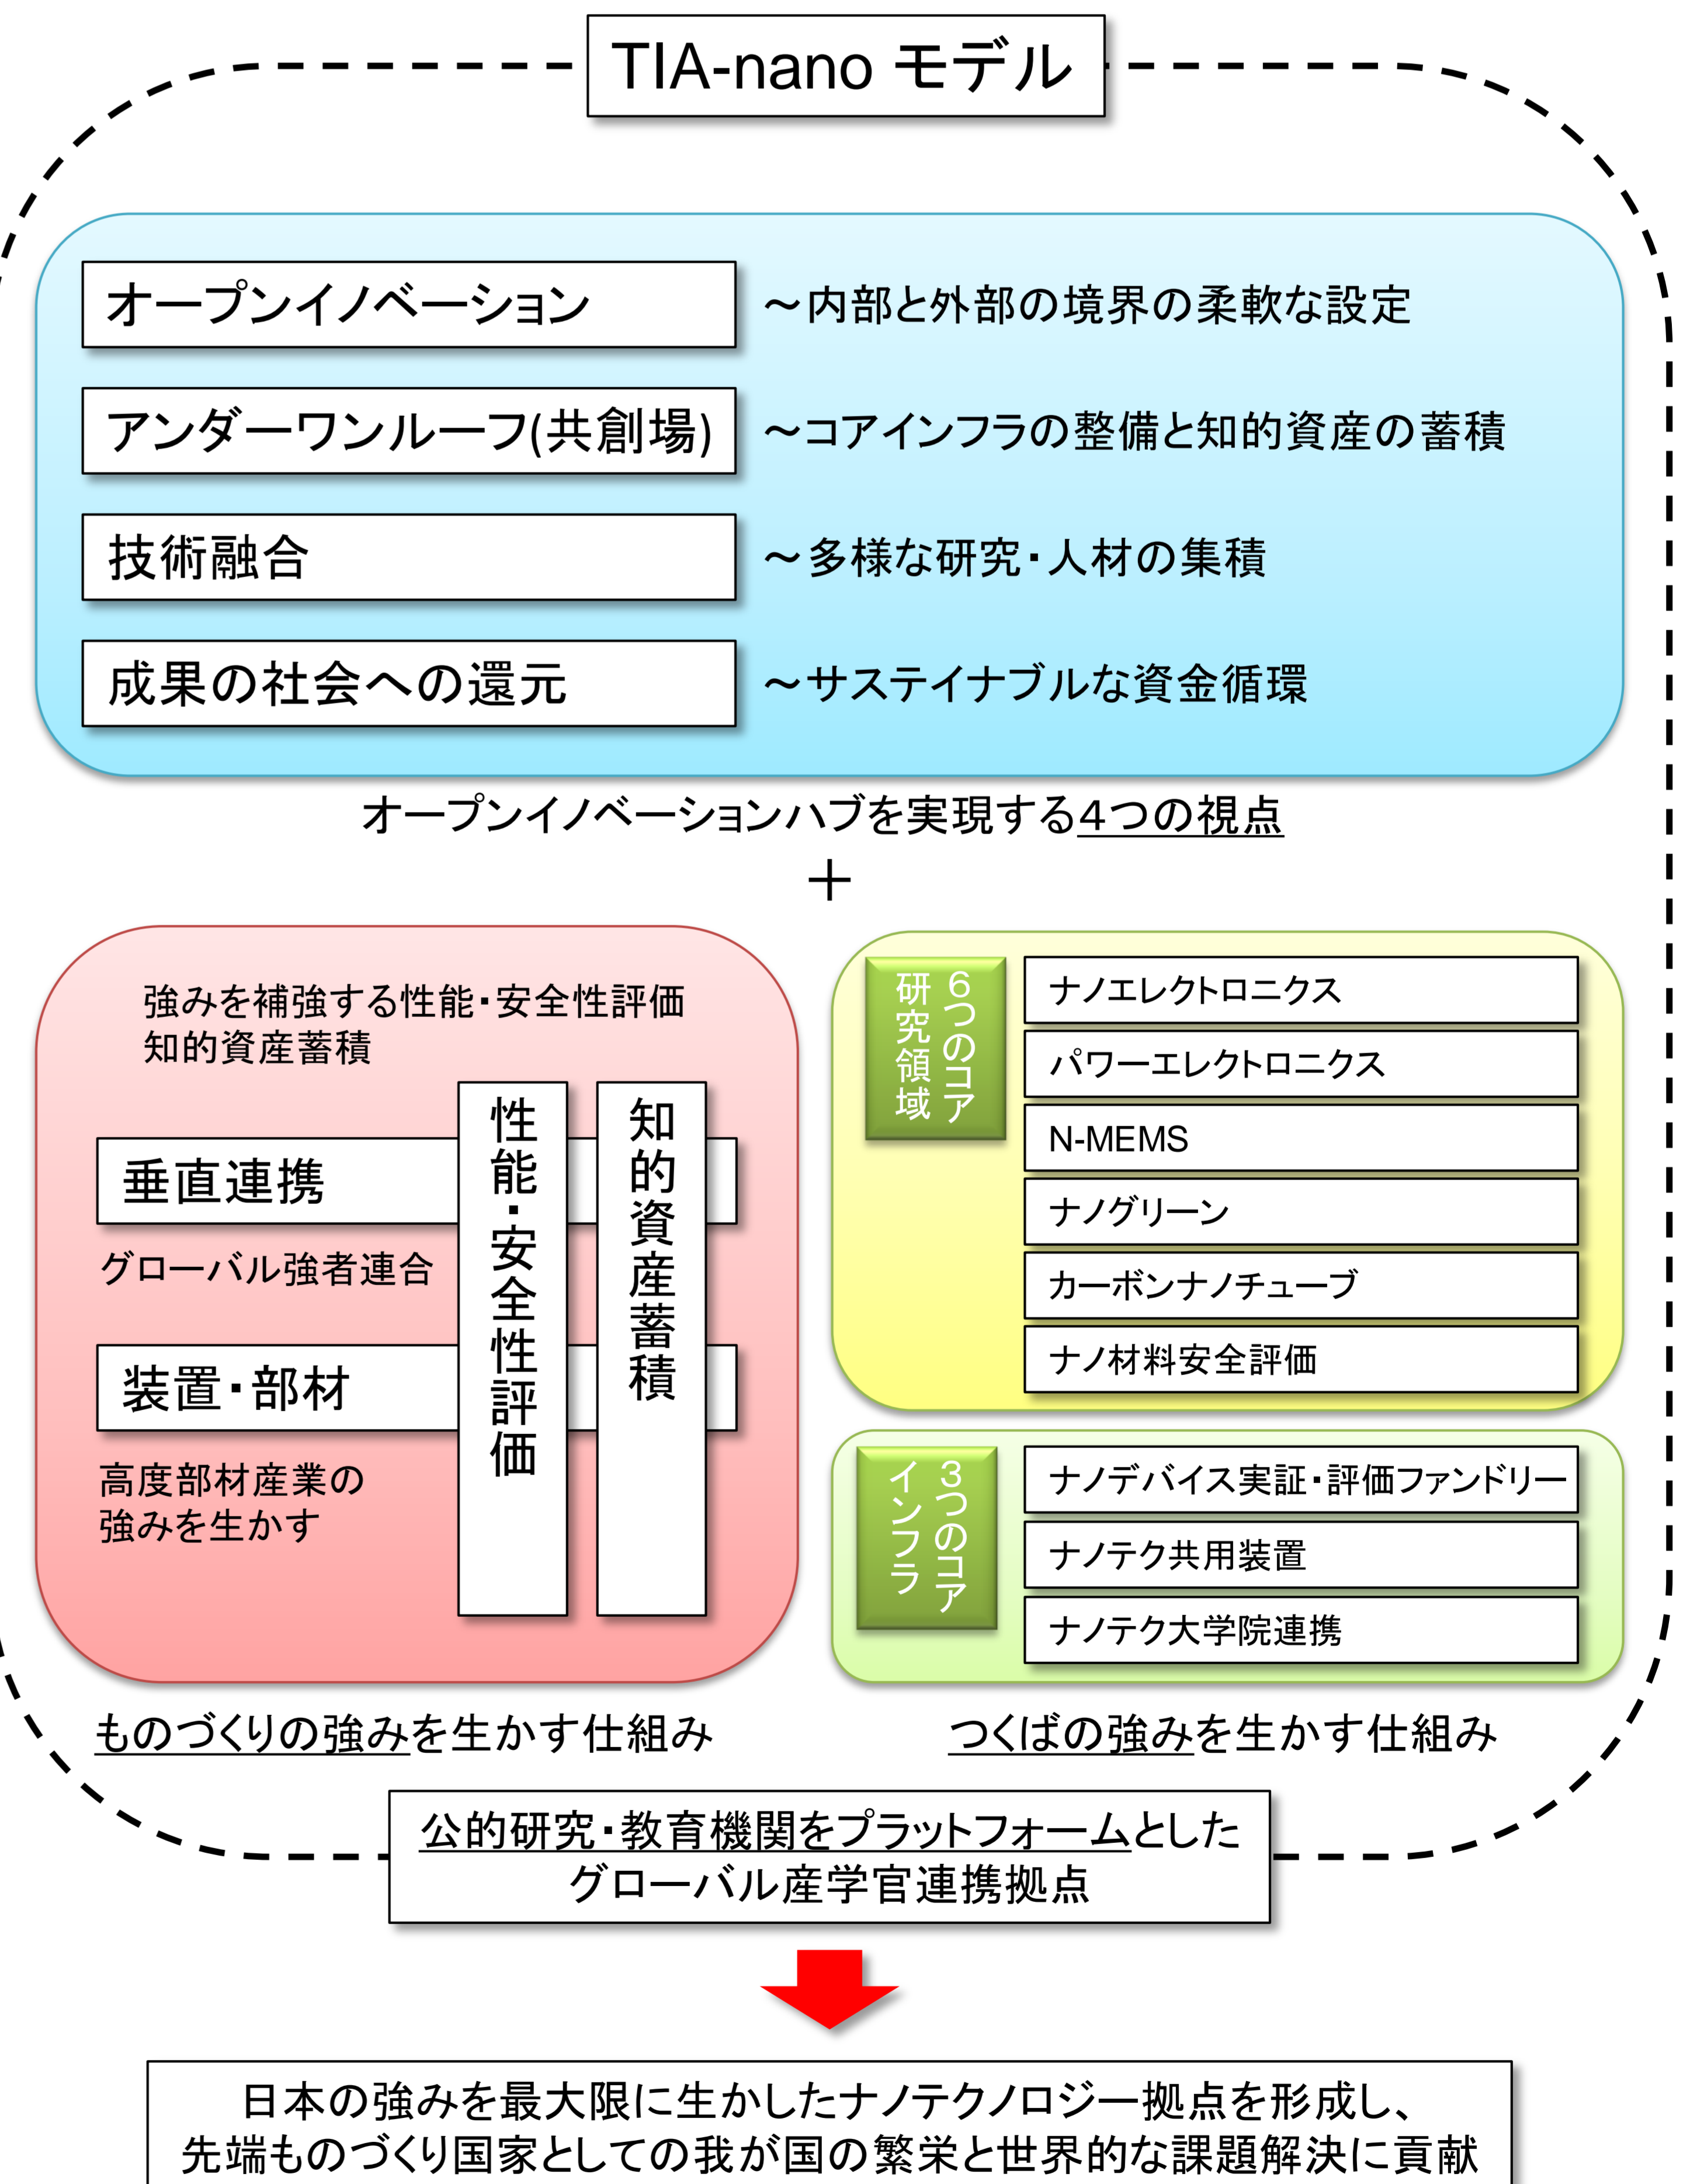 TIA-nano モデル
オープンイノベーション ～内部と外部の境界の柔軟な設定
アンダーワンルーフ(共創場) ～コアインフラの整備と知的資産の蓄積
技術融合 ～多様な研究・人材の集積
成果の社会への還元 ～サステイナブルな資金循環
オープンイノベーションハブを実現する4つの視点
＋
強みを補強する性能・安全性評価
知的資産蓄積
性能・安全性評価
知的資産蓄積
垂直連携
グローバル強者連合
装置・部材
高度部材産業の
強みを生かす
ものづくりの強みを生かす仕組み
6つのコア
研究領域
ナノエレクトロニクス
パワーエレクトロニクス
N-MEMS
ナノグリーン
カーボンナノチューブ
ナノ材料安全評価
3つのコア
インフラ
ナノデバイス実証・評価ファンドリー
ナノテク共用装置
ナノテク大学院連携
つくばの強みを生かす仕組み
公的研究・教育機関をプラットフォームとした
グローバル産学官連携拠点
日本の強みを最大限に生かしたナノテクノロジー拠点を形成し、
先端ものづくり国家としての我が国の繁栄と世界的な課題解決に貢献